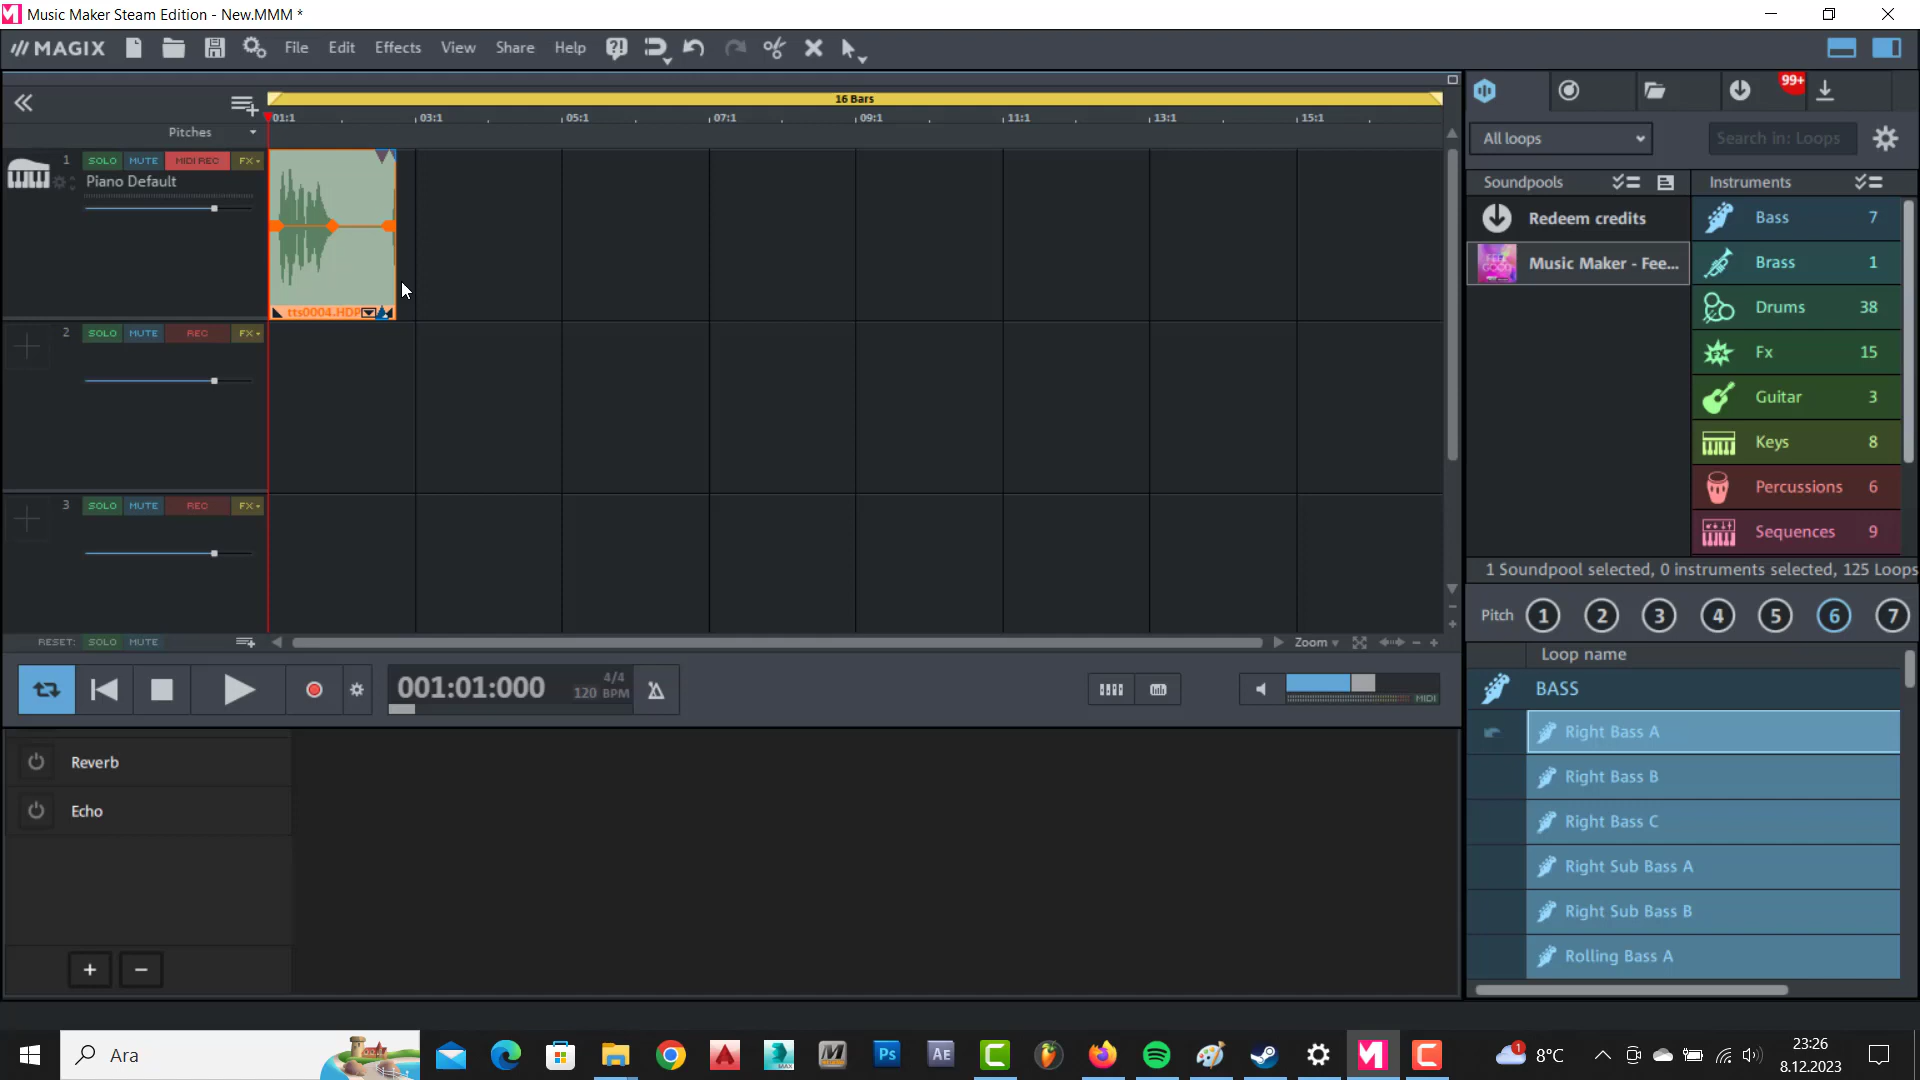 Music Maker Steam Edition - New.MMM *
MAGIX
File Edit Effects View Share Help
16 Bars
01:1 03:1 05:1 07:1 09:1 11:1 13:1 15:1
Pitches
1 SOLO MUTE MIDI REC FX
Piano Default
tts0004.HDP
2 SOLO MUTE REC FX
3 SOLO MUTE REC FX
RESET: SOLO MUTE
Zoom
001:01:000
4/4
120 BPM
MIDI
Reverb
Echo
+ −
99+
All loops
Search in: Loops
Soundpools
Instruments
Redeem credits
Music Maker - Fee...
Bass 7
Brass 1
Drums 38
Fx 15
Guitar 3
Keys 8
Percussions 6
Sequences 9
1 Soundpool selected, 0 instruments selected, 125 Loops
Pitch 1 2 3 4 5 6 7
Loop name
BASS
Right Bass A
Right Bass B
Right Bass C
Right Sub Bass A
Right Sub Bass B
Rolling Bass A
Ara
Ps
AE
MAX
1
8°C
23:26
8.12.2023